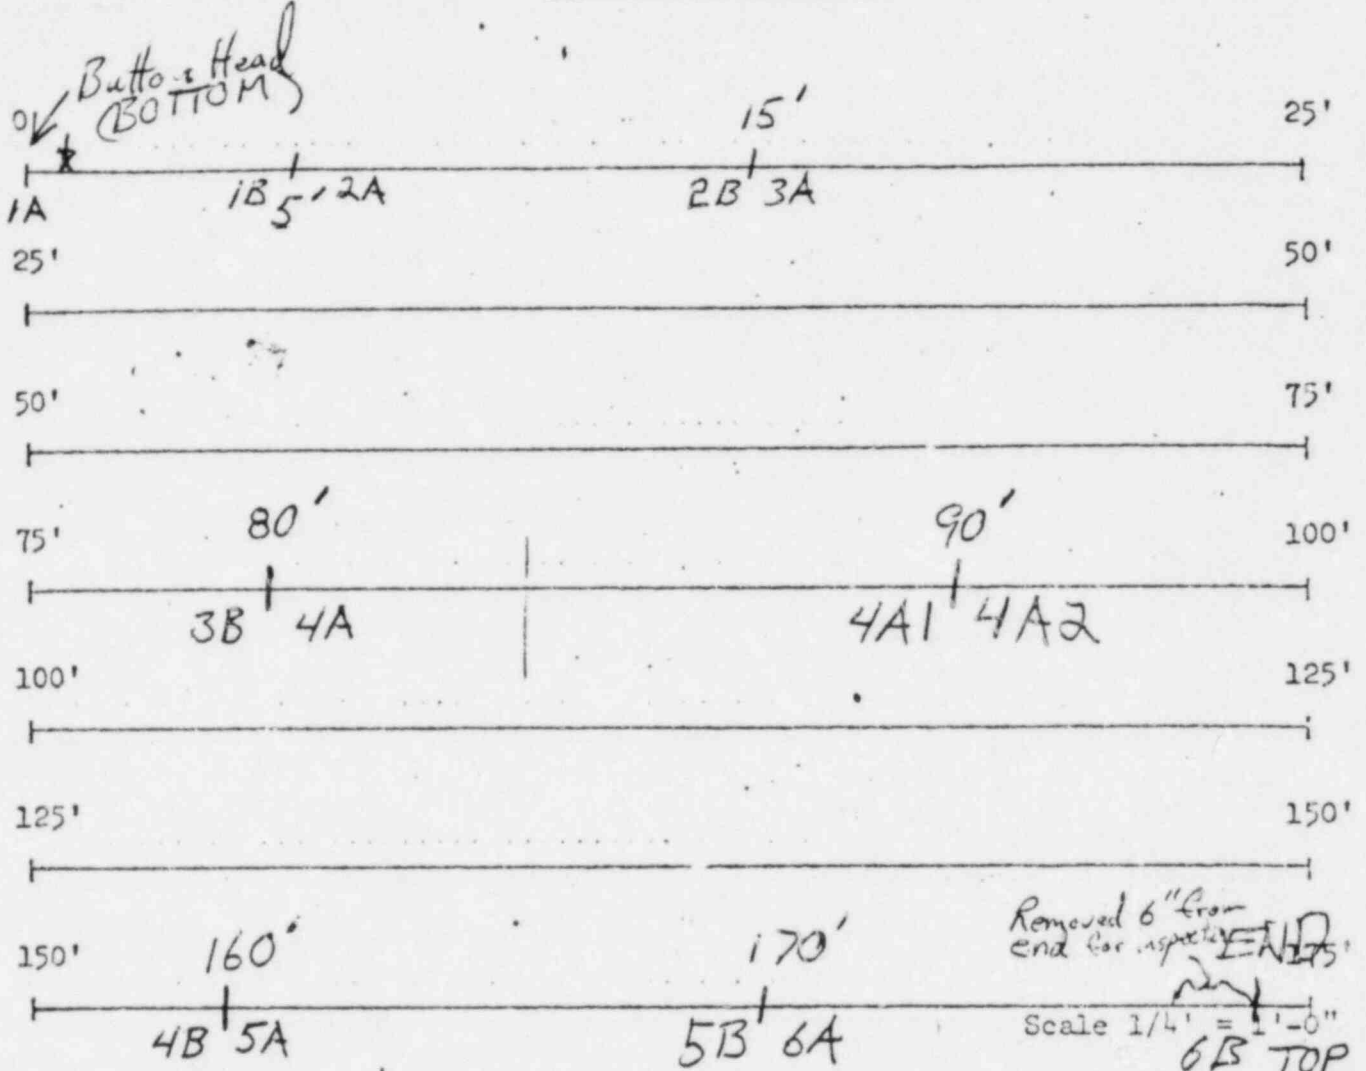 Button Head
(BOTTOM)
0' 15' 25'
1A 1B 5' 2A 2B 3A
25' 50'
50' 75'
75' 80' 90' 100'
3B 4A 4A1 4A2
100' 125'
125' 150'
Removed 6" from
end for inspection END
150' 160' 170' 175'
Scale 1/4' = 1'-0"
4B 5A 5B 6A 6B TOP